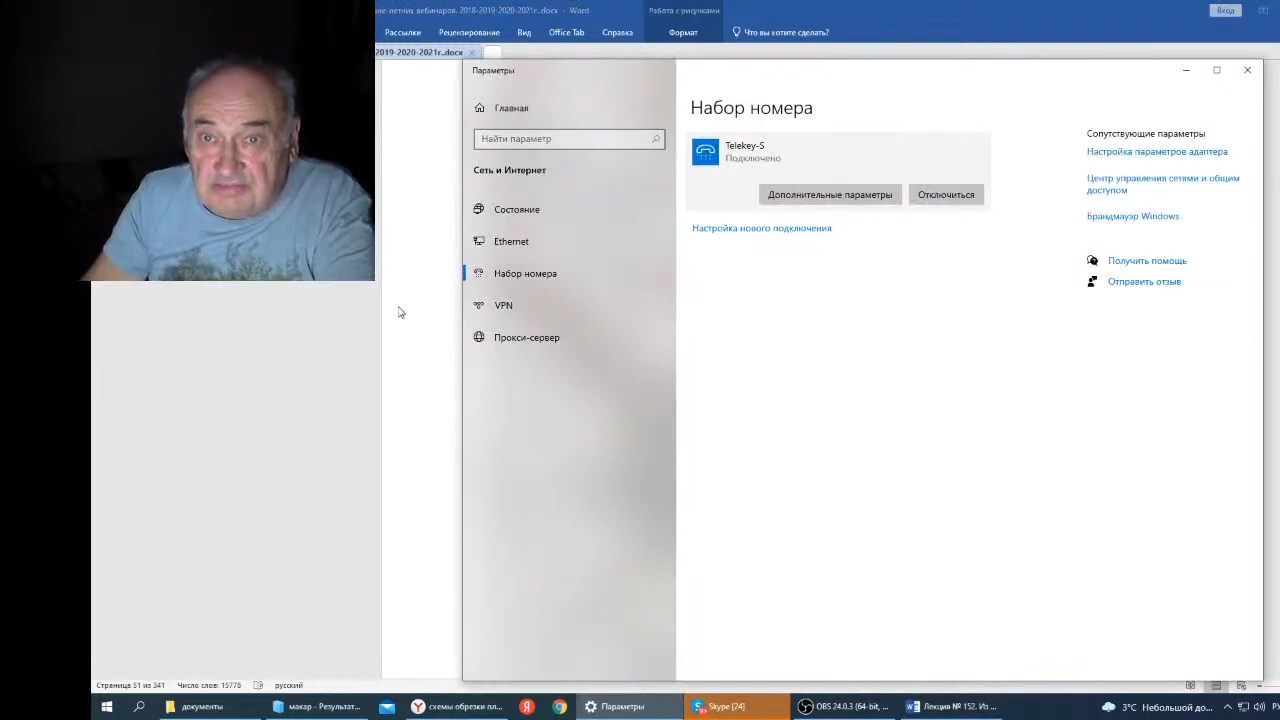 ие-летних вебинаров. 2018-2019-2020-2021г..docx - Word
Работа с рисунками
Вход
Рассылки
Рецензирование
Вид
Office Tab
Справка
Формат
Что вы хотите сделать?
2019-2020-2021г..docx
Параметры
Главная
Найти параметр
Сеть и Интернет
Состояние
Ethernet
Набор номера
VPN
Прокси-сервер
Набор номера
Telekey-S
Подключено
Дополнительные параметры
Отключиться
Настройка нового подключения
Сопутствующие параметры
Настройка параметров адаптера
Центр управления сетями и общим
доступом
Брандмауэр Windows
Получить помощь
Отправить отзыв
Страница 51 из 341
Число слов: 15778
русский
документы
макар - Результат...
схемы обрезки пл...
Параметры
Skype [24]
9+
OBS 24.0.3 (64-bit, ...
Лекция № 152. Из...
3°C Небольшой до...